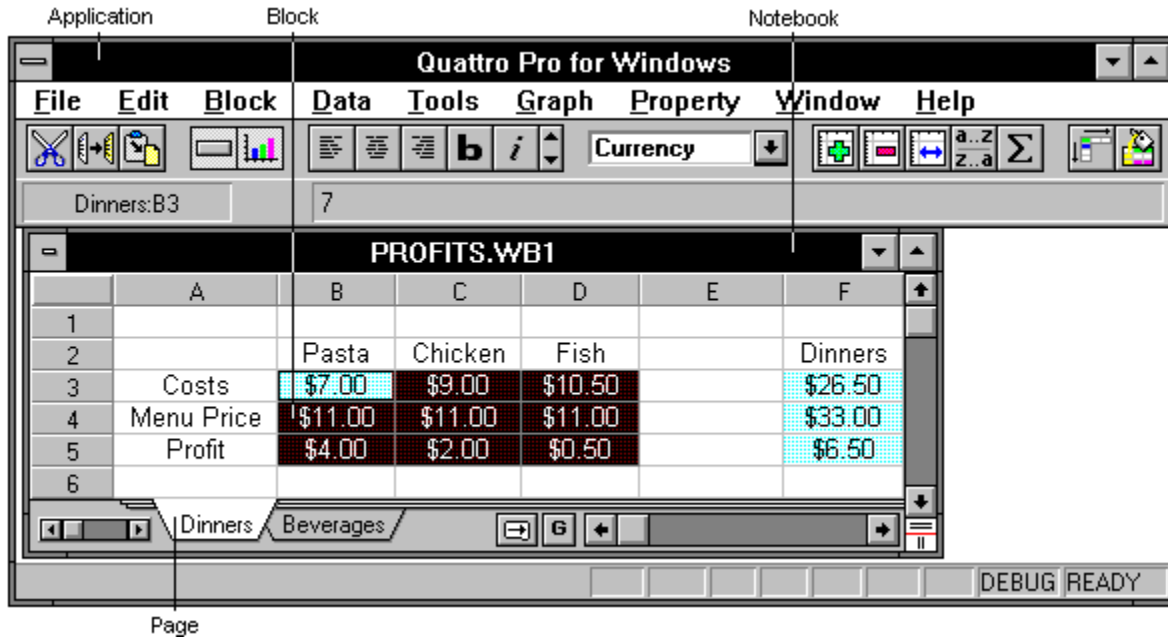 Application Block Notebook
Quattro Pro for Windows
File Edit Block Data Tools Graph Property Window Help
b i Currency a..z z..a Σ
Dinners:B3 7
PROFITS.WB1
A B C D E F
1
2 Pasta Chicken Fish Dinners
3 Costs $7.00 $9.00 $10.50 $26.50
4 Menu Price $11.00 $11.00 $11.00 $33.00
5 Profit $4.00 $2.00 $0.50 $6.50
6
Dinners Beverages G
DEBUG READY
Page